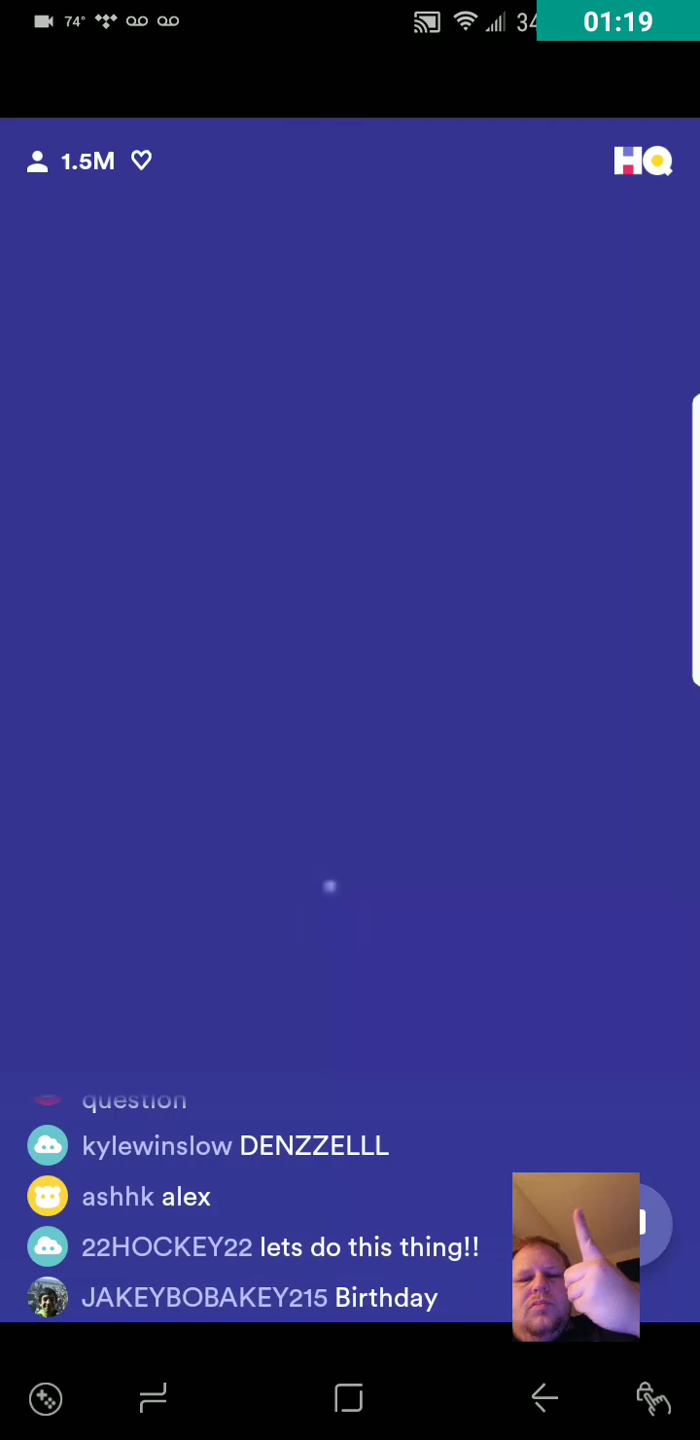 74°
34
01:19
1.5M
HQ
question
kylewinslow DENZZELLL
ashhk alex
22HOCKEY22 lets do this thing!!
JAKEYBOBAKEY215 Birthday